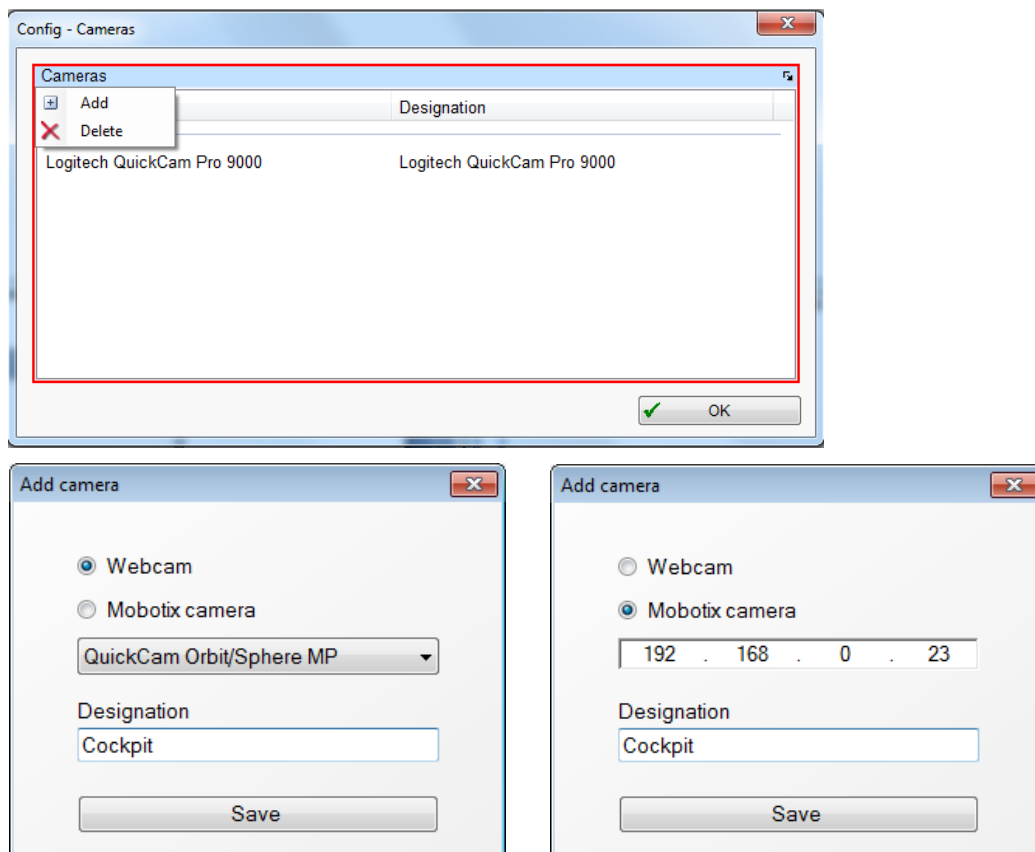 Config - Cameras
Cameras
Add
Designation
Delete
Logitech QuickCam Pro 9000 Logitech QuickCam Pro 9000
OK
Add camera
Webcam
Mobotix camera
QuickCam Orbit/Sphere MP
Designation
Cockpit
Save
Add camera
Webcam
Mobotix camera
192 . 168 . 0 . 23
Designation
Cockpit
Save